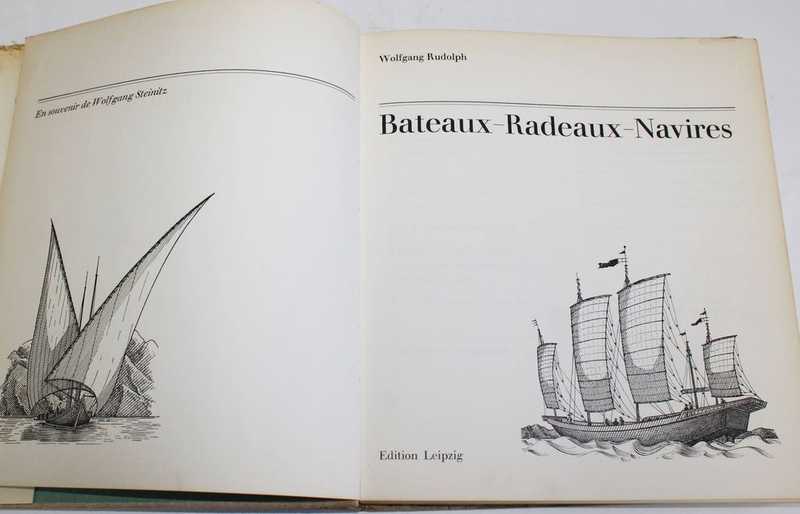 En souvenir de Wolfgang Steinitz
Wolfgang Rudolph
Bateaux–Radeaux–Navires
Edition Leipzig